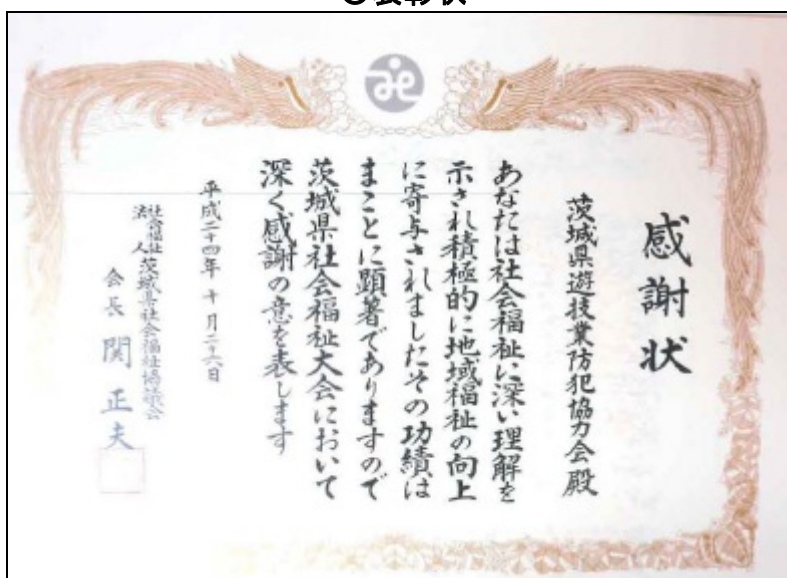 ○表彰状
感謝状
茨城県遊技業防犯協力会殿
あなたは社会福祉に深い理解を
示され積極的に地域福祉の向上
に寄与されましたその功績は
まことに顕著でありますので
茨城県社会福祉大会において
深く感謝の意を表します
平成二十四年十月二十六日
社会福祉法人茨城県社会福祉協議会
会長 関正夫